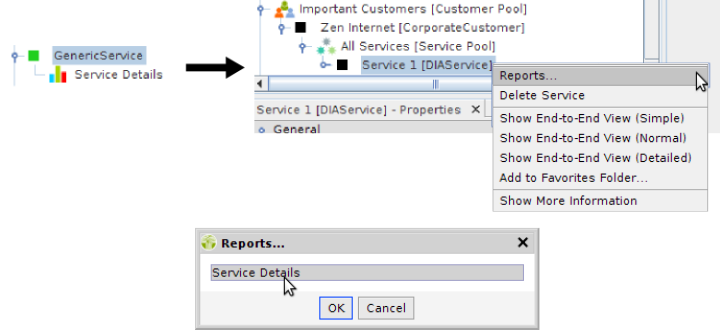 GenericService
Service Details
Important Customers [Customer Pool]
Zen Internet [CorporateCustomer]
All Services [Service Pool]
Service 1 [DIAService]
Service 1 [DIAService] - Properties X
General
Reports...
Delete Service
Show End-to-End View (Simple)
Show End-to-End View (Normal)
Show End-to-End View (Detailed)
Add to Favorites Folder...
Show More Information
Reports...
Service Details
OK Cancel